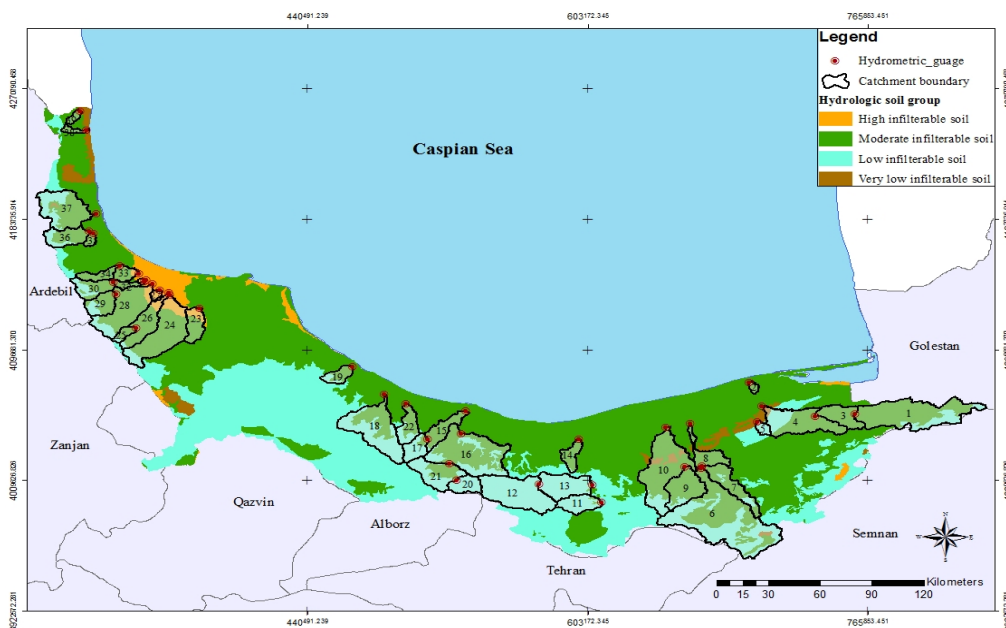 440491.239
603172.345
765853.451
Legend
Hydrometric_guage
Catchment boundary
Hydrologic soil group
High infilterable soil
Moderate infilterable soil
Low infilterable soil
Very low infilterable soil
Caspian Sea
37
36
34
33
30
Ardebil
29
28
26
24
23
25
Golestan
19
18
22
15
17
16
14
21
20
12
13
11
10
9
8
7
6
5
4
3
1
Zanjan
Qazvin
Alborz
Tehran
Semnan
N
W
E
S
Kilometers
0 15 30 60 90 120
440491.239
603172.345
765853.451